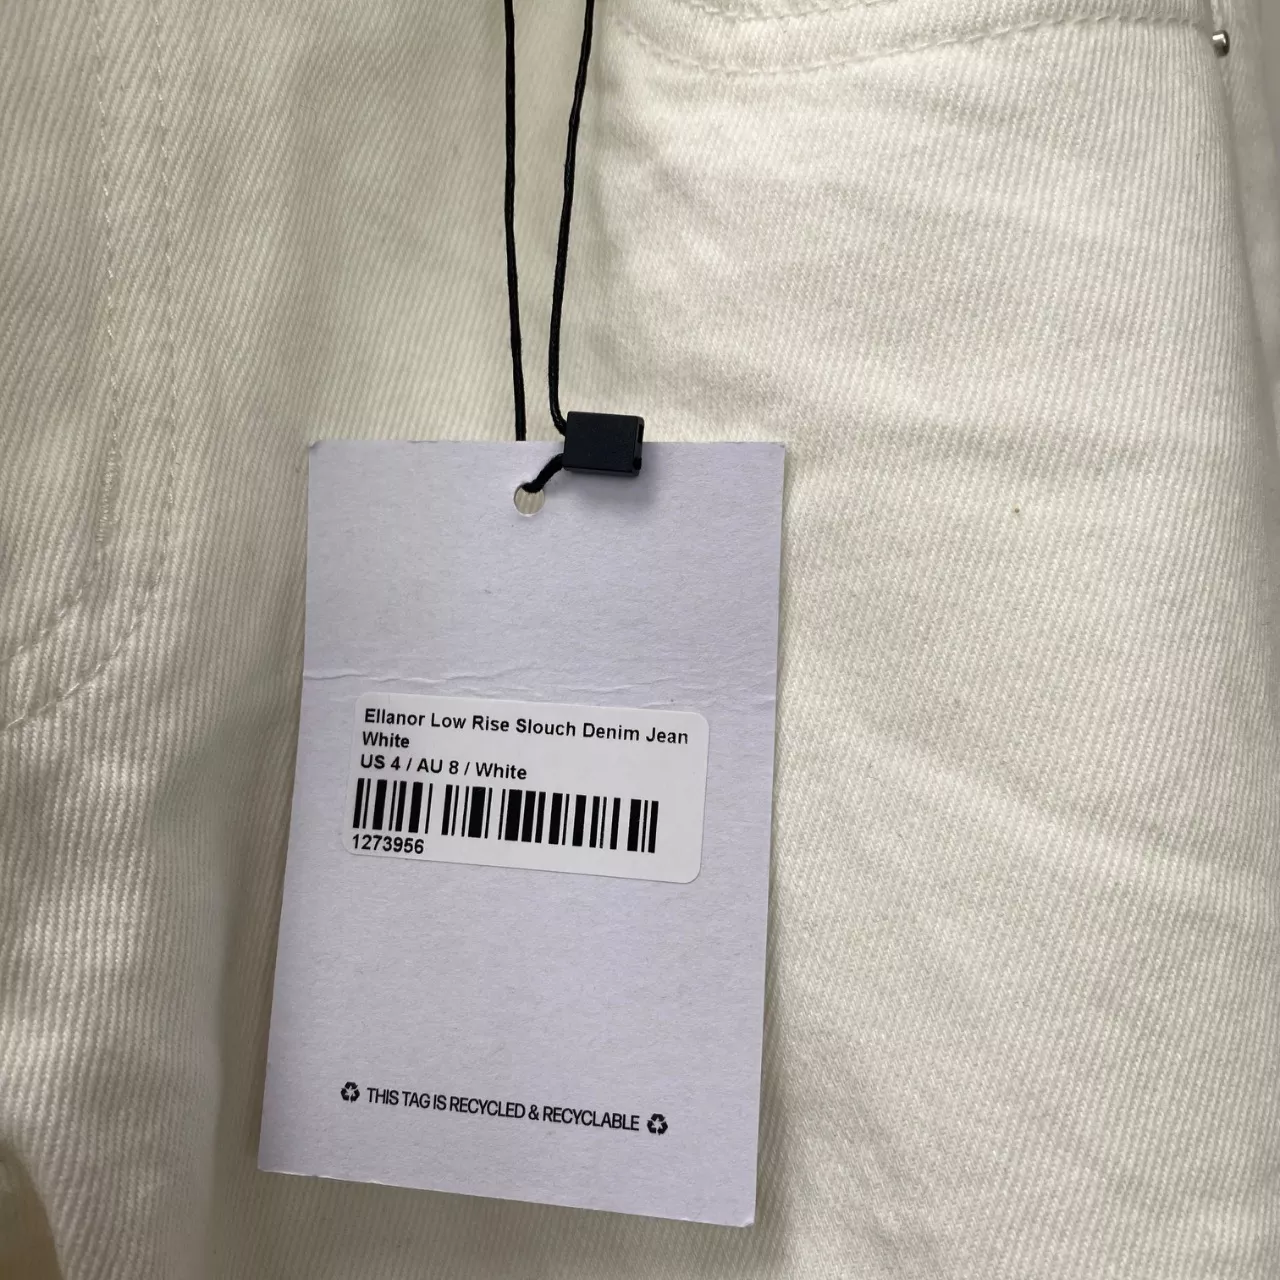 Ellanor Low Rise Slouch Denim Jean
White
US 4 / AU 8 / White
1273956
THIS TAG IS RECYCLED & RECYCLABLE